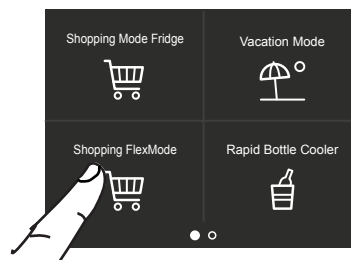 Shopping Mode Fridge
Vacation Mode
Shopping FlexMode
Rapid Bottle Cooler